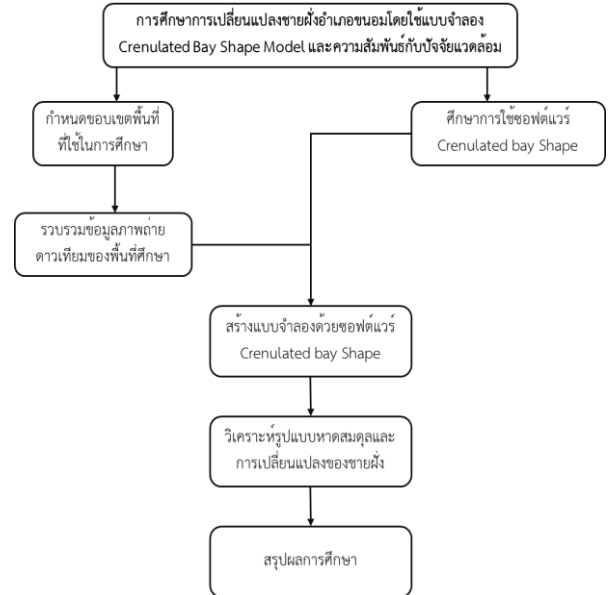 การศึกษาการเปลี่ยนแปลงชายฝั่งอำเภอขนอมโดยใช้แบบจำลอง
Crenulated Bay Shape Model และความสัมพันธ์กับปัจจัยแวดล้อม
กำหนดขอบเขตพื้นที่
ที่ใช้ในการศึกษา
ศึกษาการใช้ซอฟต์แวร์
Crenulated bay Shape
รวบรวมข้อมูลภาพถ่าย
ดาวเทียมของพื้นที่ศึกษา
สร้างแบบจำลองด้วยซอฟต์แวร์
Crenulated bay Shape
วิเคราะห์รูปแบบหาดสมดุลและ
การเปลี่ยนแปลงของชายฝั่ง
สรุปผลการศึกษา